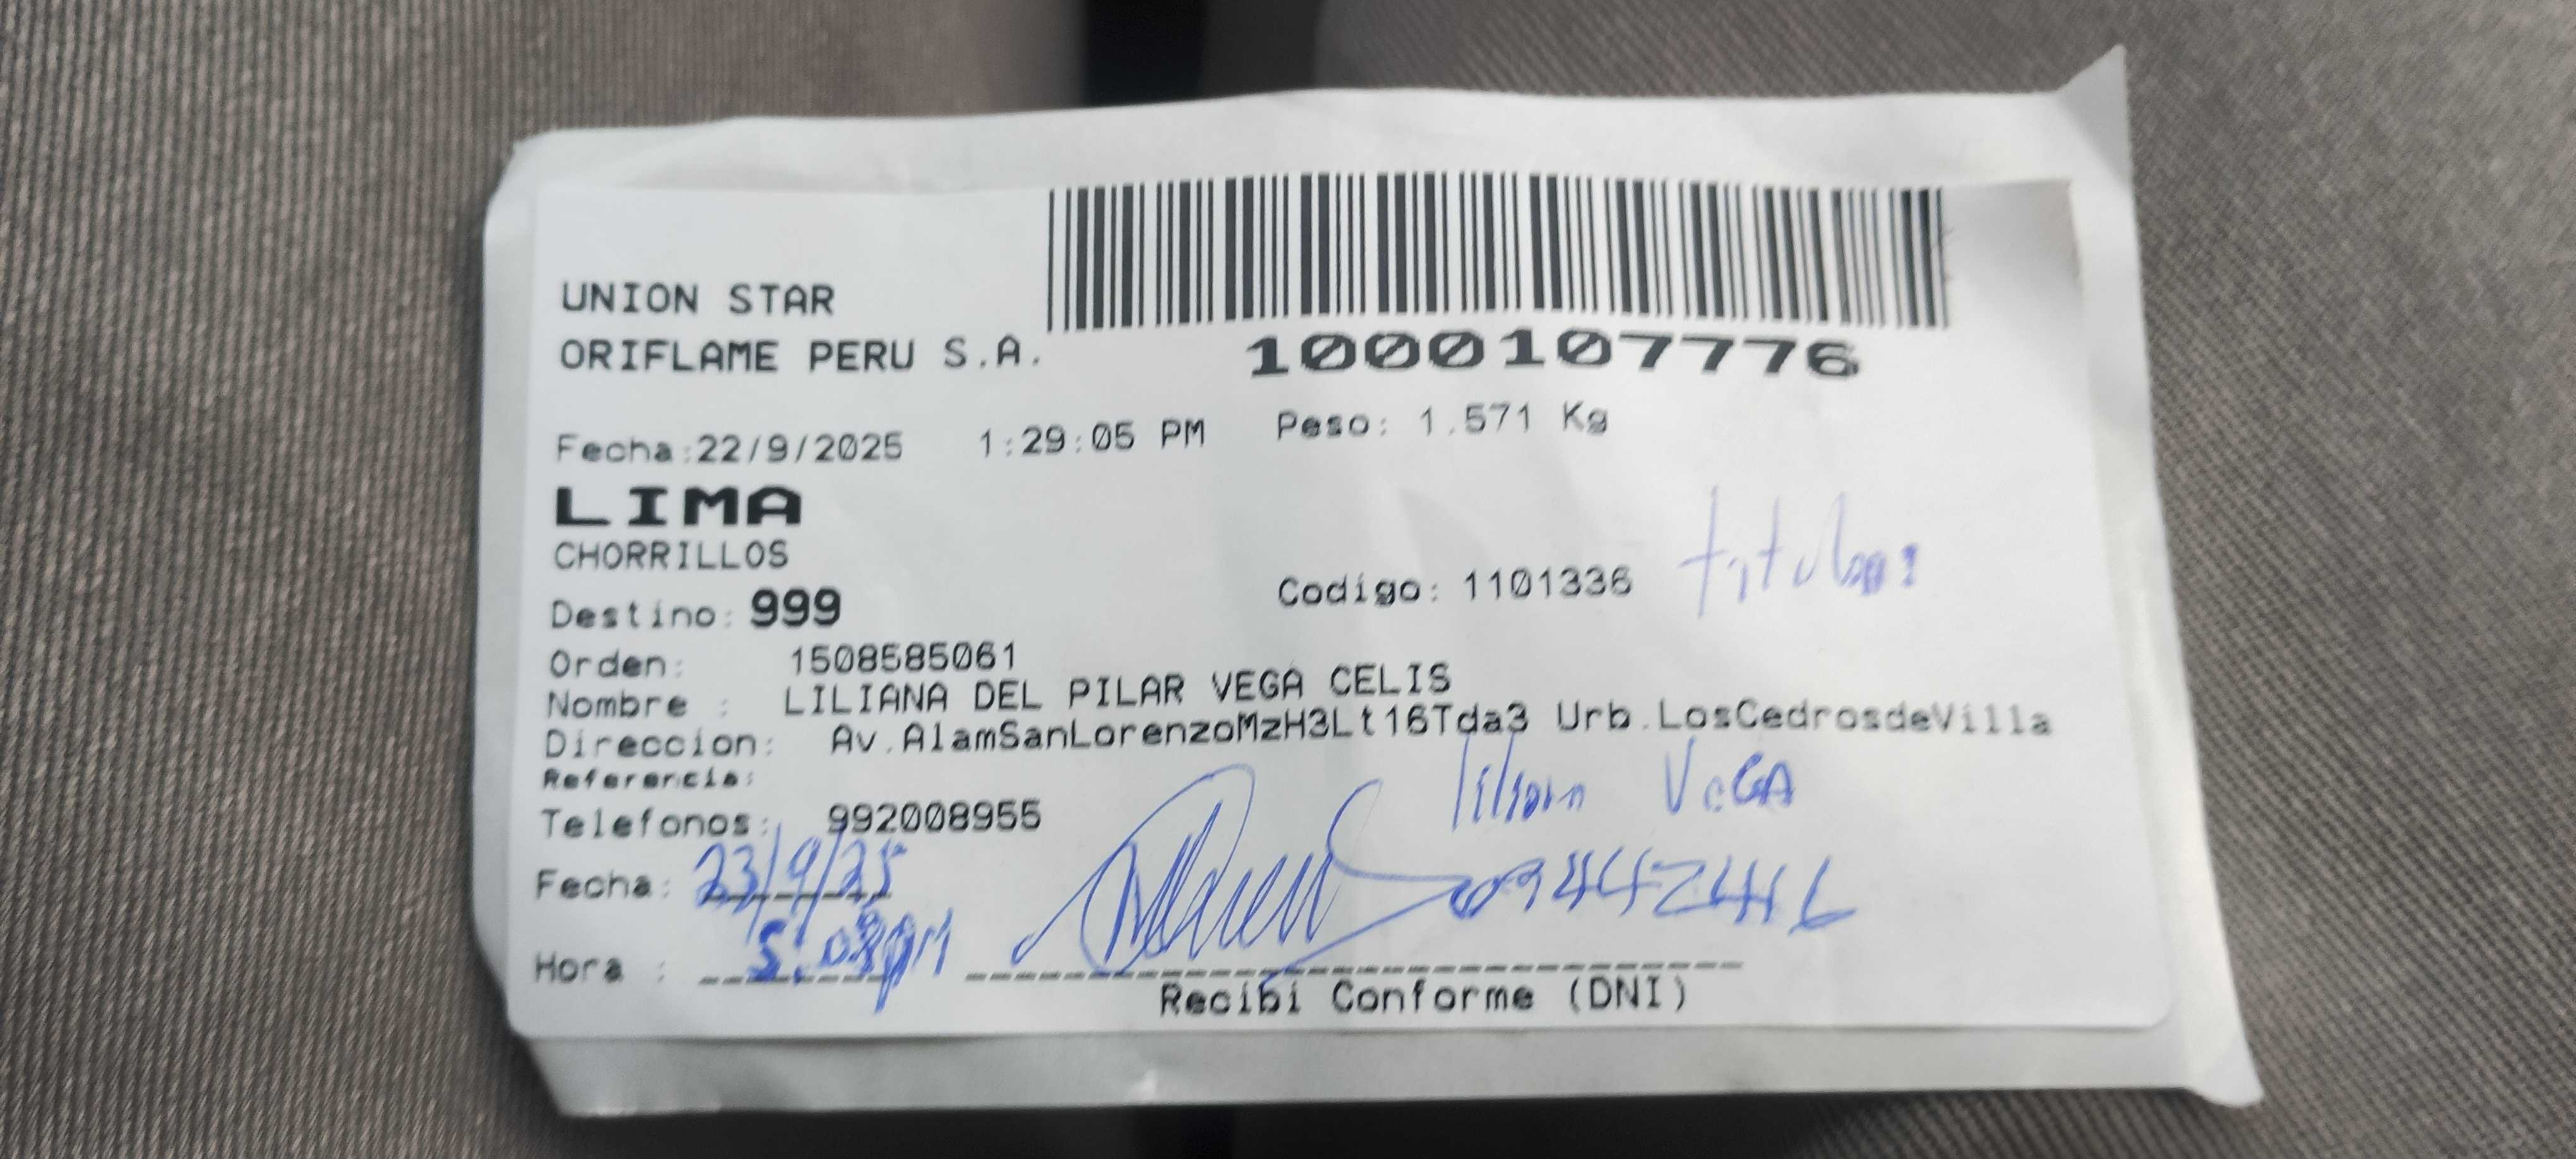 UNION STAR
ORIFLAME PERU S.A.
1000107776
Fecha:22/9/2025 1:29:05 PM Peso: 1.571 Kg
LIMA
CHORRILLOS
Destino: 999
Codigo: 1101336 titular
Orden: 1508585061
Nombre : LILIANA DEL PILAR VEGA CELIS
Direccion: Av.AlamSanLorenzoMzH3Lt16Tda3 Urb.LosCedrosdeVilla
Referencia:
Telefonos: 992008955
VEGA
Fecha: 23/9/25
Hora : PM
Recibi Conforme (DNI)